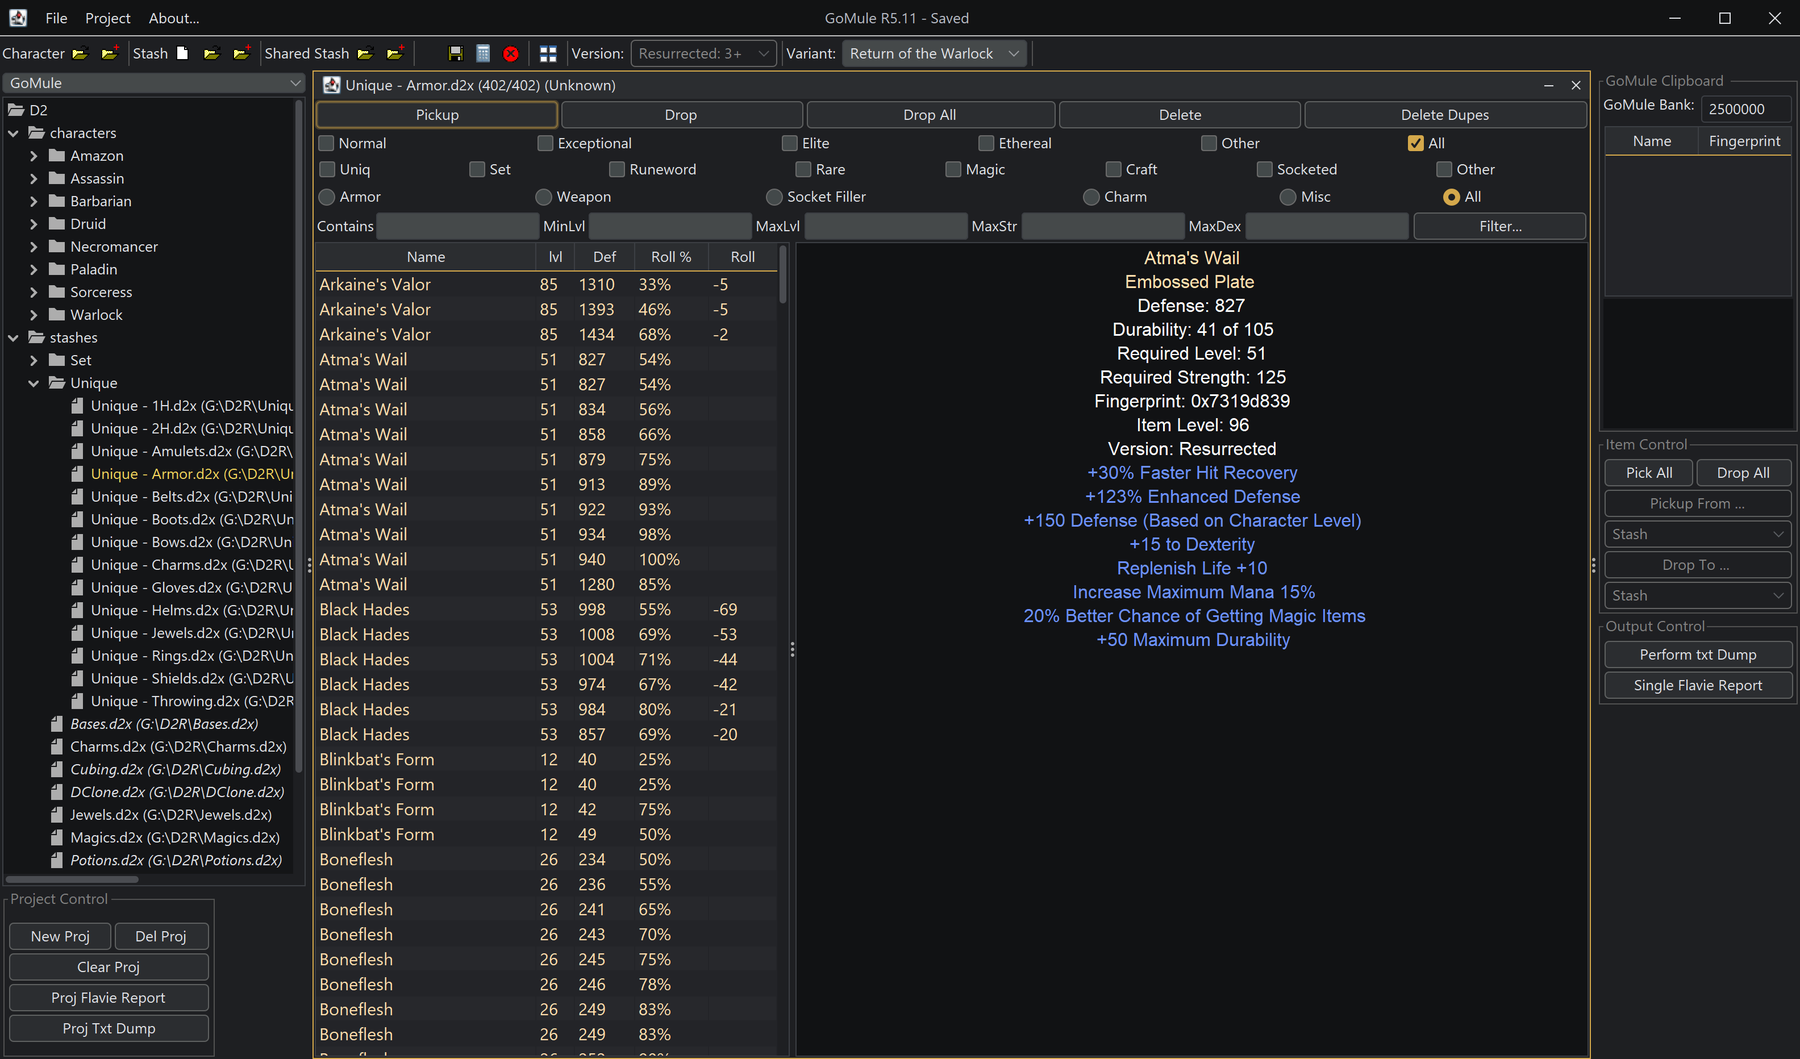 File Project About...
GoMule R5.11 - Saved
Character Stash Shared Stash Version: Resurrected: 3+ Variant: Return of the Warlock
GoMule
D2
characters
Amazon
Assassin
Barbarian
Druid
Necromancer
Paladin
Sorceress
Warlock
stashes
Set
Unique
Unique - 1H.d2x (G:\D2R\Uniqu
Unique - 2H.d2x (G:\D2R\Uniqu
Unique - Amulets.d2x (G:\D2R\
Unique - Armor.d2x (G:\D2R\Ur
Unique - Belts.d2x (G:\D2R\Uni
Unique - Boots.d2x (G:\D2R\Un
Unique - Bows.d2x (G:\D2R\Un
Unique - Charms.d2x (G:\D2R\U
Unique - Gloves.d2x (G:\D2R\U
Unique - Helms.d2x (G:\D2R\Un
Unique - Jewels.d2x (G:\D2R\Ur
Unique - Rings.d2x (G:\D2R\Un
Unique - Shields.d2x (G:\D2R\U
Unique - Throwing.d2x (G:\D2R
Bases.d2x (G:\D2R\Bases.d2x)
Charms.d2x (G:\D2R\Charms.d2x)
Cubing.d2x (G:\D2R\Cubing.d2x)
DClone.d2x (G:\D2R\DClone.d2x)
Jewels.d2x (G:\D2R\Jewels.d2x)
Magics.d2x (G:\D2R\Magics.d2x)
Potions.d2x (G:\D2R\Potions.d2x)
Project Control
New Proj Del Proj
Clear Proj
Proj Flavie Report
Proj Txt Dump
Unique - Armor.d2x (402/402) (Unknown)
Pickup Drop Drop All Delete Delete Dupes
Normal Exceptional Elite Ethereal Other All
Uniq Set Runeword Rare Magic Craft Socketed Other
Armor Weapon Socket Filler Charm Misc All
Contains MinLvl MaxLvl MaxStr MaxDex Filter...
Name lvl Def Roll % Roll
Arkaine's Valor 85 1310 33% -5
Arkaine's Valor 85 1393 46% -5
Arkaine's Valor 85 1434 68% -2
Atma's Wail 51 827 54%
Atma's Wail 51 827 54%
Atma's Wail 51 834 56%
Atma's Wail 51 858 66%
Atma's Wail 51 879 75%
Atma's Wail 51 913 89%
Atma's Wail 51 922 93%
Atma's Wail 51 934 98%
Atma's Wail 51 940 100%
Atma's Wail 51 1280 85%
Black Hades 53 998 55% -69
Black Hades 53 1008 69% -53
Black Hades 53 1004 71% -44
Black Hades 53 974 67% -42
Black Hades 53 984 80% -21
Black Hades 53 857 69% -20
Blinkbat's Form 12 40 25%
Blinkbat's Form 12 40 25%
Blinkbat's Form 12 42 75%
Blinkbat's Form 12 49 50%
Boneflesh 26 234 50%
Boneflesh 26 236 55%
Boneflesh 26 241 65%
Boneflesh 26 243 70%
Boneflesh 26 245 75%
Boneflesh 26 246 78%
Boneflesh 26 249 83%
Boneflesh 26 249 83%
Atma's Wail
Embossed Plate
Defense: 827
Durability: 41 of 105
Required Level: 51
Required Strength: 125
Fingerprint: 0x7319d839
Item Level: 96
Version: Resurrected
+30% Faster Hit Recovery
+123% Enhanced Defense
+150 Defense (Based on Character Level)
+15 to Dexterity
Replenish Life +10
Increase Maximum Mana 15%
20% Better Chance of Getting Magic Items
+50 Maximum Durability
GoMule Clipboard
GoMule Bank: 2500000
Name Fingerprint
Item Control
Pick All Drop All
Pickup From ...
Stash
Drop To ...
Stash
Output Control
Perform txt Dump
Single Flavie Report